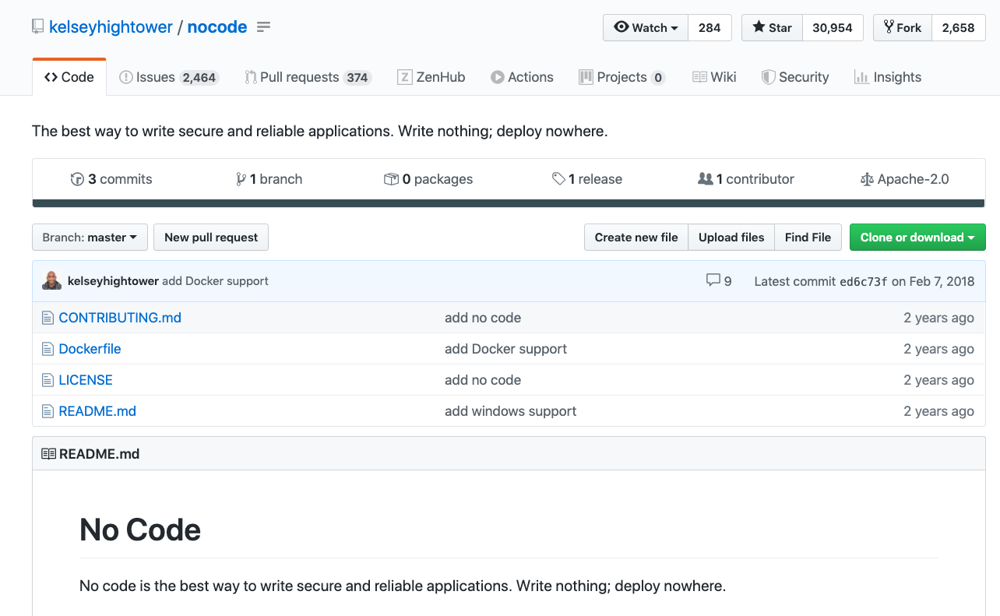 kelseyhightower / nocode
Watch 284 Star 30,954 Fork 2,658
Code Issues 2,464 Pull requests 374 Z ZenHub Actions Projects 0 Wiki Security Insights
The best way to write secure and reliable applications. Write nothing; deploy nowhere.
3 commits 1 branch 0 packages 1 release 1 contributor Apache-2.0
Branch: master New pull request Create new file Upload files Find File Clone or download
kelseyhightower add Docker support 9 Latest commit ed6c73f on Feb 7, 2018
CONTRIBUTING.md add no code 2 years ago
Dockerfile add Docker support 2 years ago
LICENSE add no code 2 years ago
README.md add windows support 2 years ago
README.md
No Code
No code is the best way to write secure and reliable applications. Write nothing; deploy nowhere.